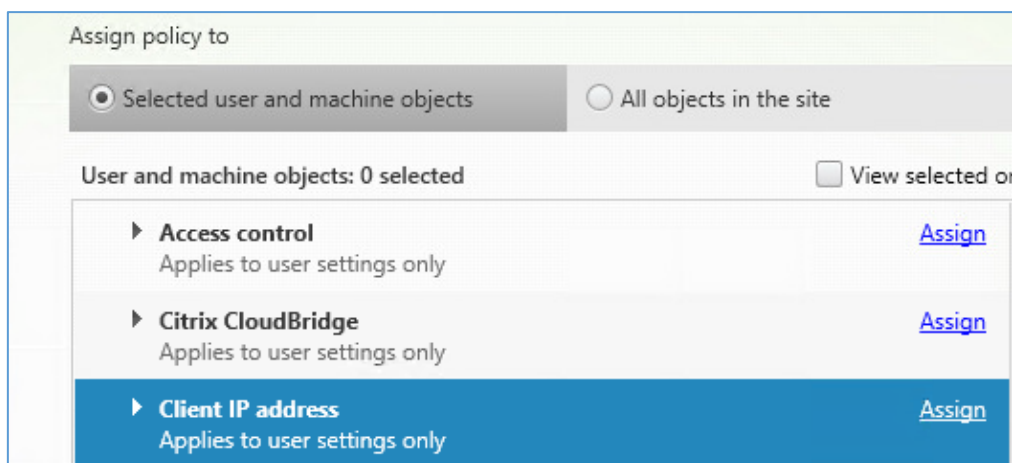 Assign policy to
Selected user and machine objects All objects in the site
User and machine objects: 0 selected View selected
Access control Assign
Applies to user settings only
Citrix CloudBridge Assign
Applies to user settings only
Client IP address Assign
Applies to user settings only